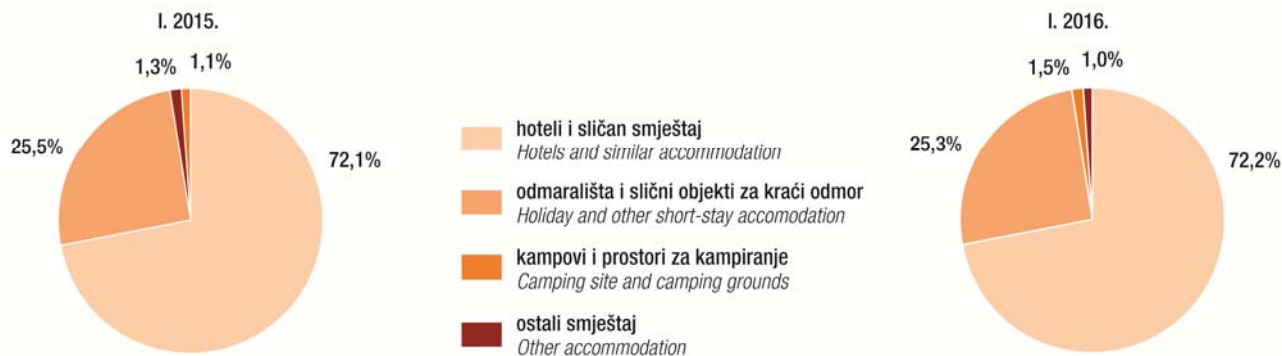 I. 2015.
1,3%
1,1%
25,5%
72,1%
hoteli i sličan smještaj
Hotels and similar accommodation
odmarališta i slični objekti za kraći odmor
Holiday and other short-stay accomodation
kampovi i prostori za kampiranje
Camping site and camping grounds
ostali smještaj
Other accommodation
I. 2016.
1,5%
1,0%
25,3%
72,2%